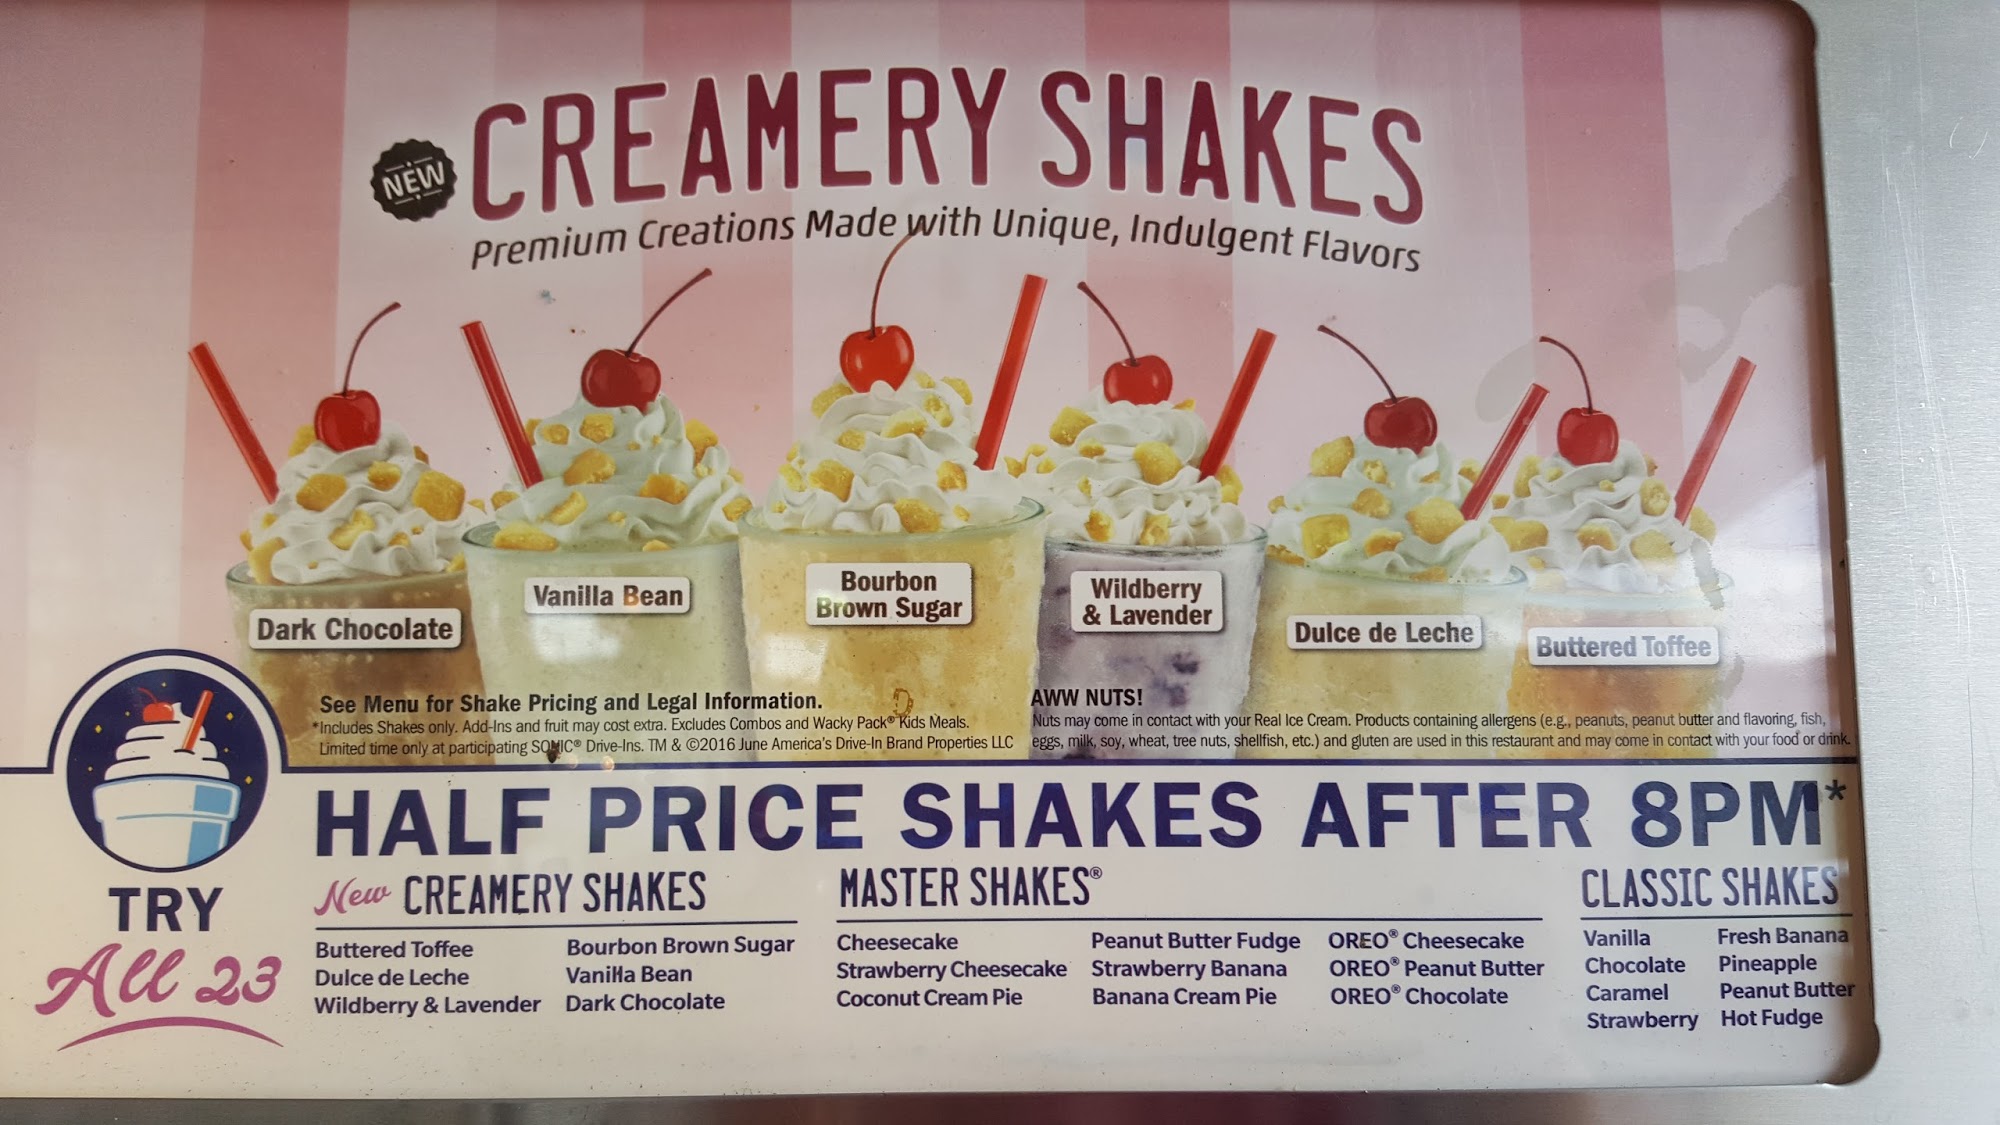 NEW
CREAMERY SHAKES
Premium Creations Made with Unique, Indulgent Flavors
Dark Chocolate
Vanilla Bean
Bourbon
Brown Sugar
Wildberry
& Lavender
Dulce de Leche
Buttered Toffee
See Menu for Shake Pricing and Legal Information.
*Includes Shakes only. Add-Ins and fruit may cost extra. Excludes Combos and Wacky Pack® Kids Meals.
Limited time only at participating SONIC® Drive-Ins. TM & ©2016 June America's Drive-In Brand Properties LLC
AWW NUTS!
Nuts may come in contact with your Real Ice Cream. Products containing allergens (e.g., peanuts, peanut butter and flavoring, fish,
eggs, milk, soy, wheat, tree nuts, shellfish, etc.) and gluten are used in this restaurant and may come in contact with your food or drink.
HALF PRICE SHAKES AFTER 8PM*
TRY
All 23
New CREAMERY SHAKES
Buttered Toffee
Dulce de Leche
Wildberry & Lavender
Bourbon Brown Sugar
Vanilla Bean
Dark Chocolate
MASTER SHAKES®
Cheesecake
Strawberry Cheesecake
Coconut Cream Pie
Peanut Butter Fudge
Strawberry Banana
Banana Cream Pie
OREO® Cheesecake
OREO® Peanut Butter
OREO® Chocolate
CLASSIC SHAKES
Vanilla
Chocolate
Caramel
Strawberry
Fresh Banana
Pineapple
Peanut Butter
Hot Fudge